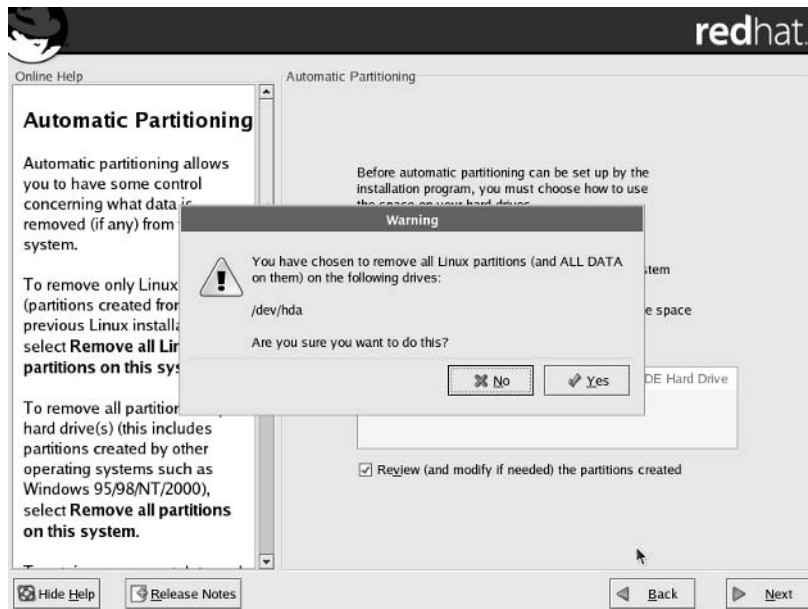 redhat.
Online Help
Automatic Partitioning
Automatic partitioning allows
you to have some control
concerning what data is
removed (if any) from
system.
To remove only Linux
(partitions created from
previous Linux
select Remove all
partitions on this
To remove all
hard drive(s) (this includes
partitions created by other
operating systems such as
Windows 95/98/NT/2000),
select Remove all partitions
on this system.
Automatic Partitioning
Before automatic partitioning can be set up by the
installation program, you must choose how to use
the space on your hard drives.
Warning
You have chosen to remove all Linux partitions (and ALL DATA
on them) on the following drives:
/dev/hda
Are you sure you want to do this?
No
Yes
stem
e space
DE Hard Drive
Review (and modify if needed) the partitions created
Hide Help
Release Notes
Back
Next